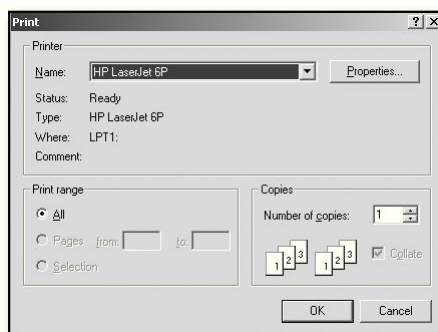 Print
Printer
Name: HP LaserJet 6P Properties...
Status: Ready
Type: HP LaserJet 6P
Where: LPT1:
Comment:
Print range
All
Pages from: to:
Selection
Copies
Number of copies: 1
1 2 3 1 2 3
Collate
OK Cancel